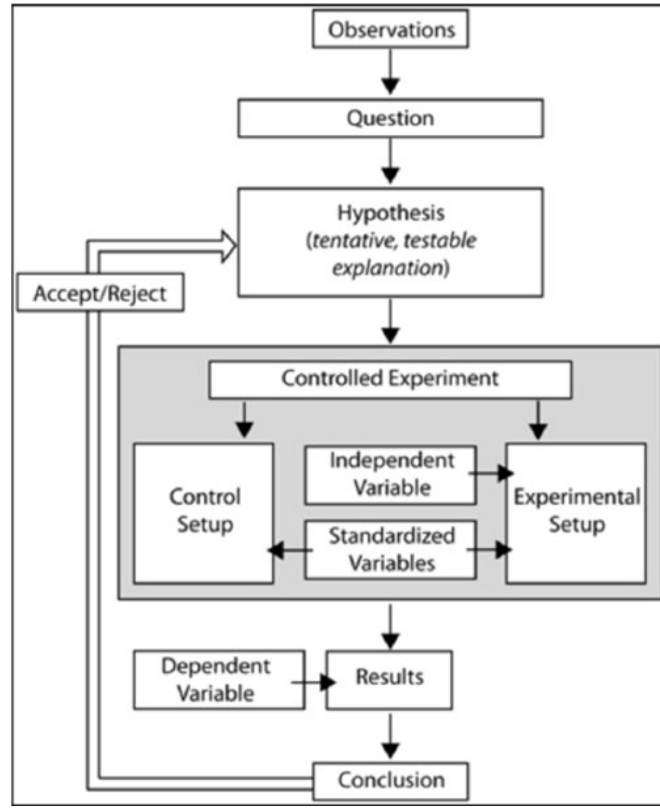 Observations
Question
Hypothesis
(tentative, testable
explanation)
Accept/Reject
Controlled Experiment
Control
Setup
Independent
Variable
Experimental
Setup
Standardized
Variables
Dependent
Variable
Results
Conclusion